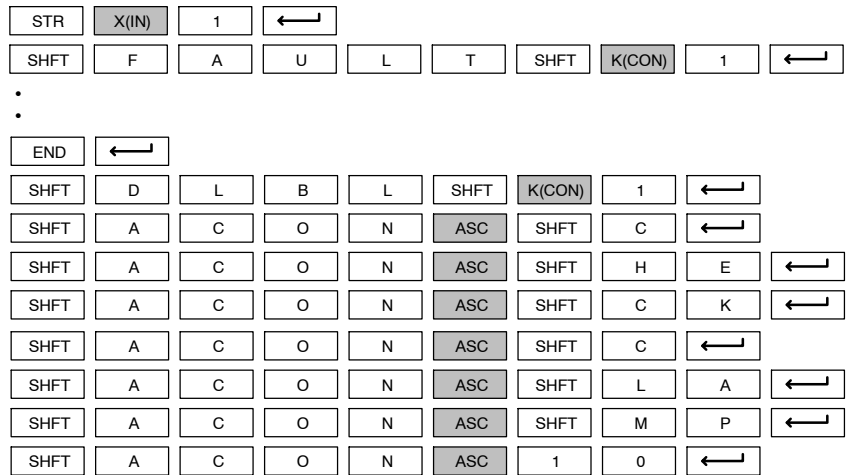 STR X(IN) 1 ←
SHFT F A U L T SHFT K(CON) 1 ←
•
•
END ←
SHFT D L B L SHFT K(CON) 1 ←
SHFT A C O N ASC SHFT C ←
SHFT A C O N ASC SHFT H E ←
SHFT A C O N ASC SHFT C K ←
SHFT A C O N ASC SHFT C ←
SHFT A C O N ASC SHFT L A ←
SHFT A C O N ASC SHFT M P ←
SHFT A C O N ASC 1 0 ←